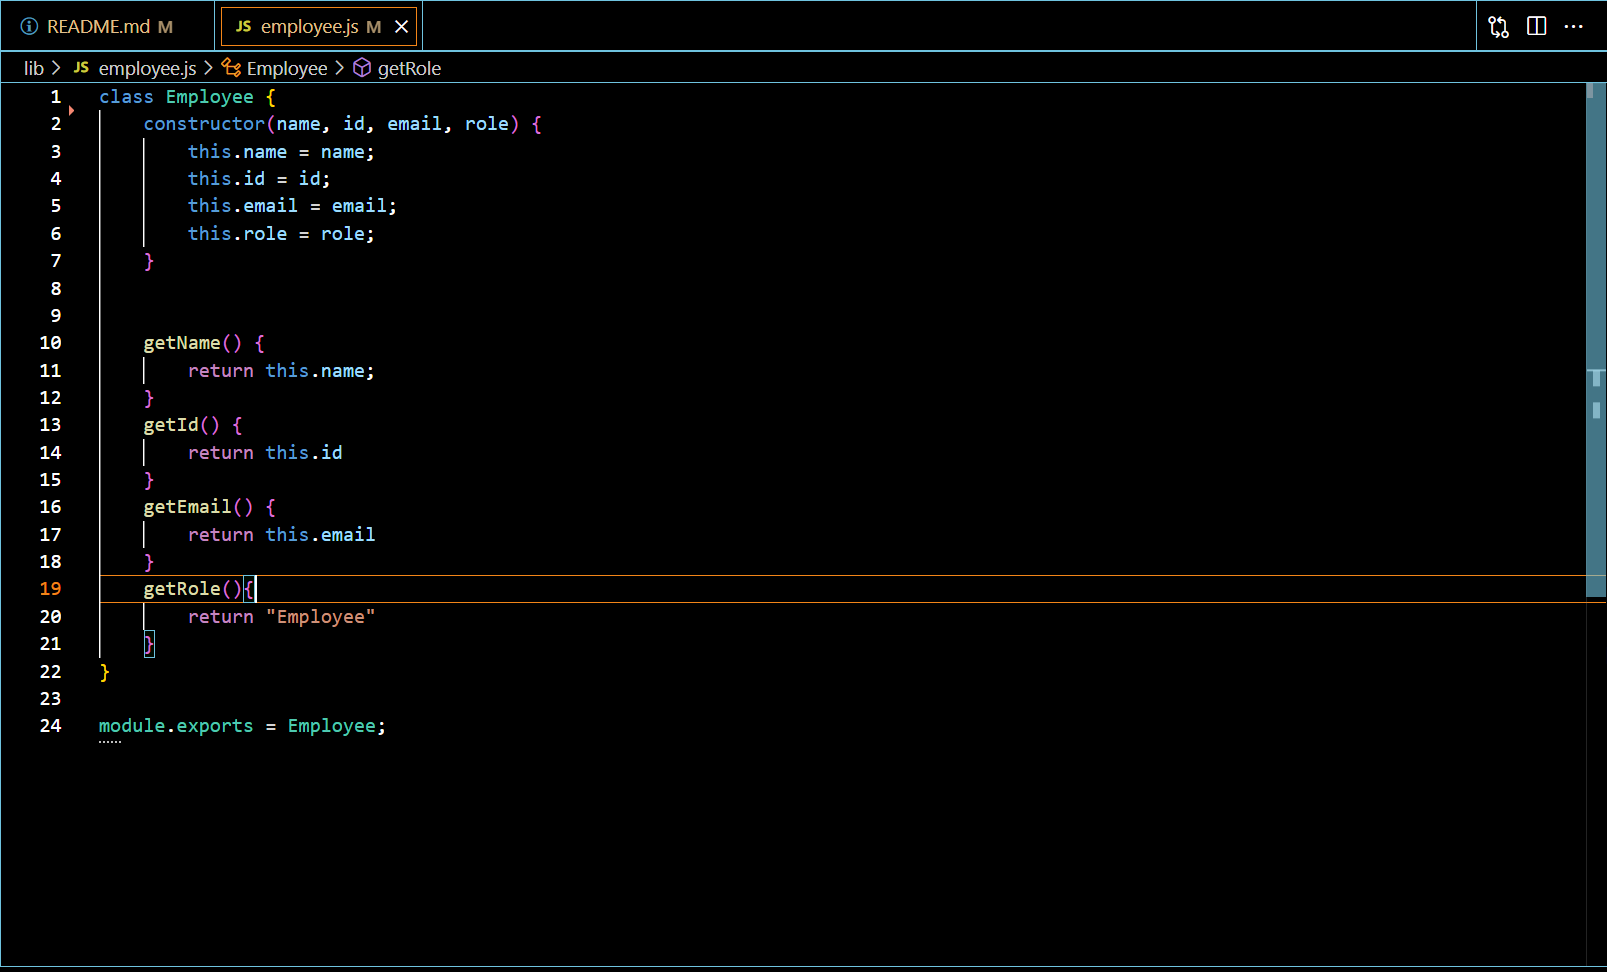 README.md M
JS employee.js M
lib > JS employee.js > Employee > getRole
1 class Employee {
2     constructor(name, id, email, role) {
3         this.name = name;
4         this.id = id;
5         this.email = email;
6         this.role = role;
7     }
8
9
10     getName() {
11         return this.name;
12     }
13     getId() {
14         return this.id
15     }
16     getEmail() {
17         return this.email
18     }
19     getRole(){
20         return "Employee"
21     }
22 }
23
24 module.exports = Employee;